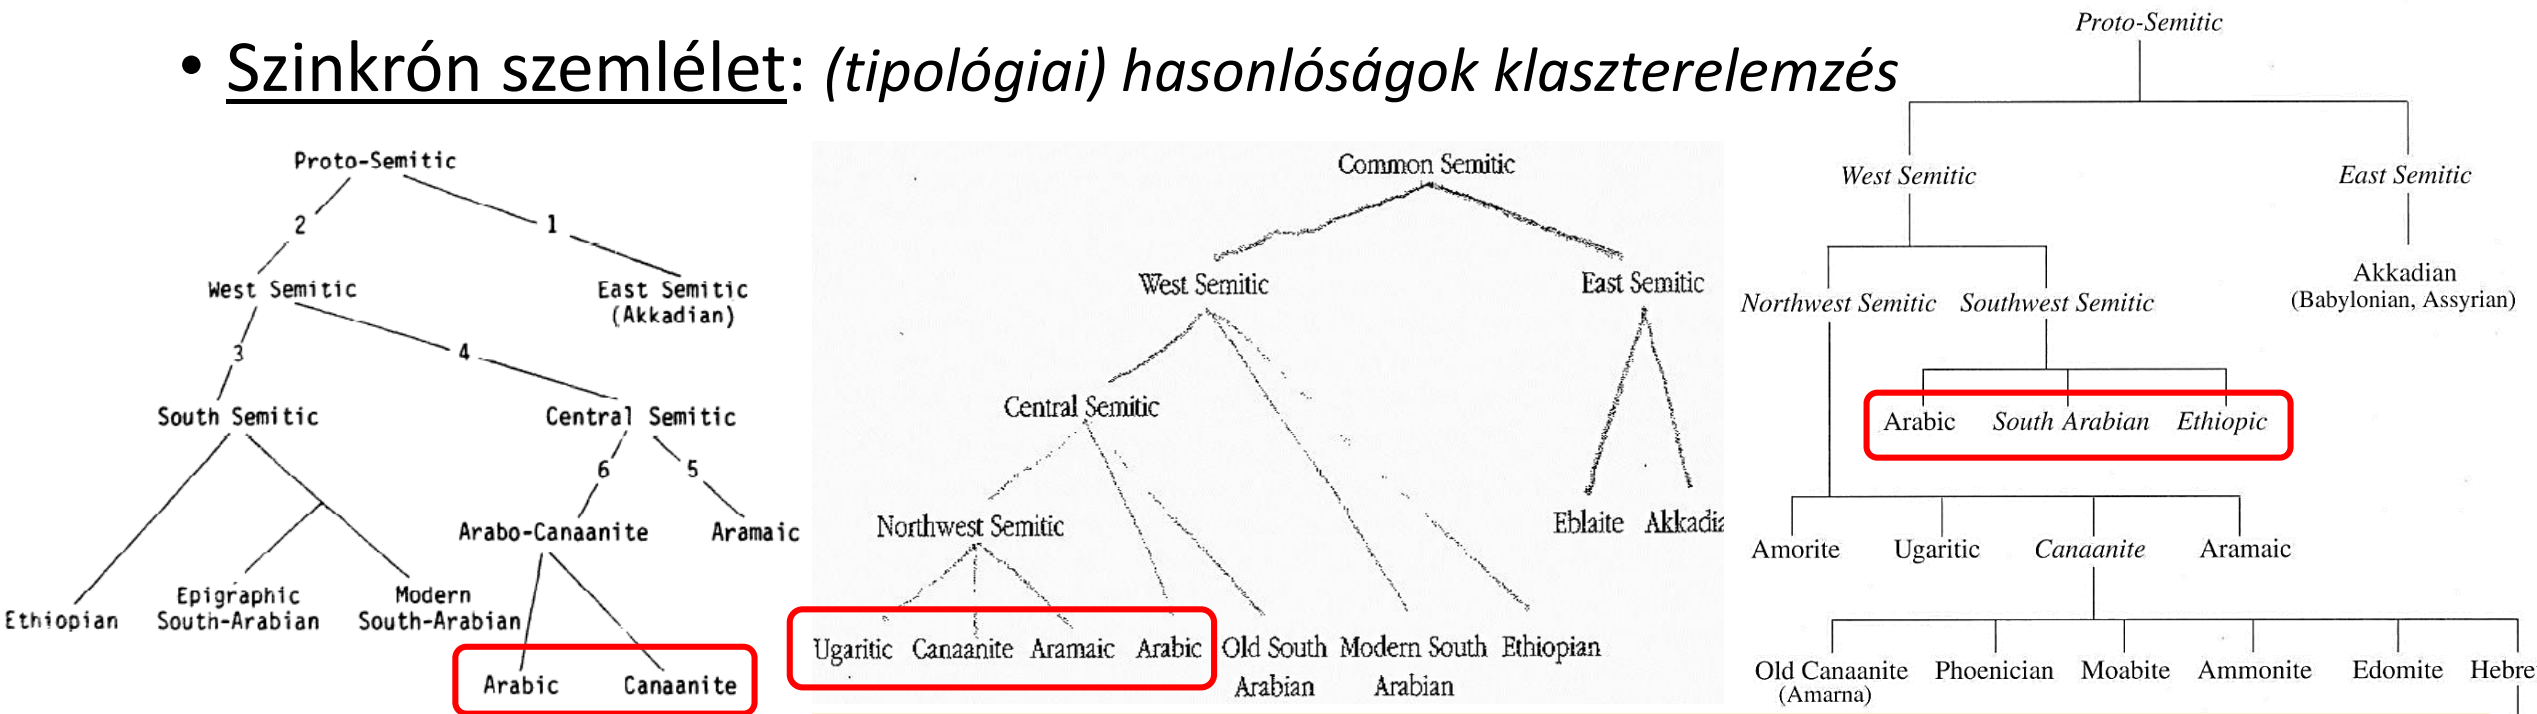 • Szinkrón szemlélet: (tipológiai) hasonlóságok klaszterelemzés
Proto-Semitic
2
1
West Semitic
East Semitic
(Akkadian)
3
4
South Semitic
Central Semitic
6
5
Arabo-Canaanite
Aramaic
Ethiopian
Epigraphic
South-Arabian
Modern
South-Arabian
Arabic
Canaanite
Common Semitic
West Semitic
East Semitic
Central Semitic
Northwest Semitic
Eblaite
Akkadia
Ugaritic
Canaanite
Aramaic
Arabic
Old South
Arabian
Modern South
Arabian
Ethiopian
Proto-Semitic
West Semitic
East Semitic
Akkadian
(Babylonian, Assyrian)
Northwest Semitic
Southwest Semitic
Arabic
South Arabian
Ethiopic
Amorite
Ugaritic
Canaanite
Aramaic
Old Canaanite
(Amarna)
Phoenician
Moabite
Ammonite
Edomite
Hebre